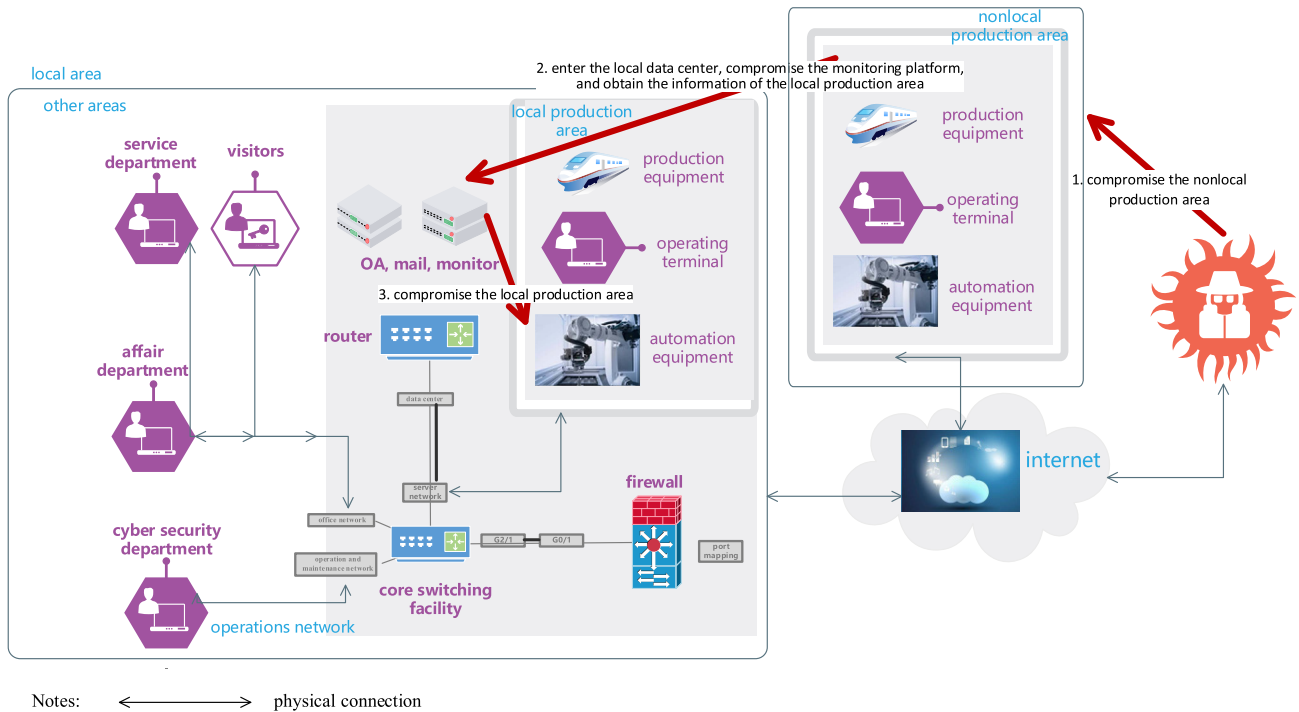 nonlocal
production area
local area
2. enter the local data center, compromise the monitoring platform,
and obtain the information of the local production area
other areas
local production
area
service
department
visitors
production
equipment
production
equipment
1. compromise the nonlocal
production area
operating
terminal
operating
terminal
OA, mail, monitor
3. compromise the local production area
automation
equipment
router
automation
equipment
affair
department
data center
internet
server
network
firewall
office network
cyber security
department
G2/1
G0/1
port
mapping
operation and
maintenance network
core switching
facility
operations network
Notes:
physical connection